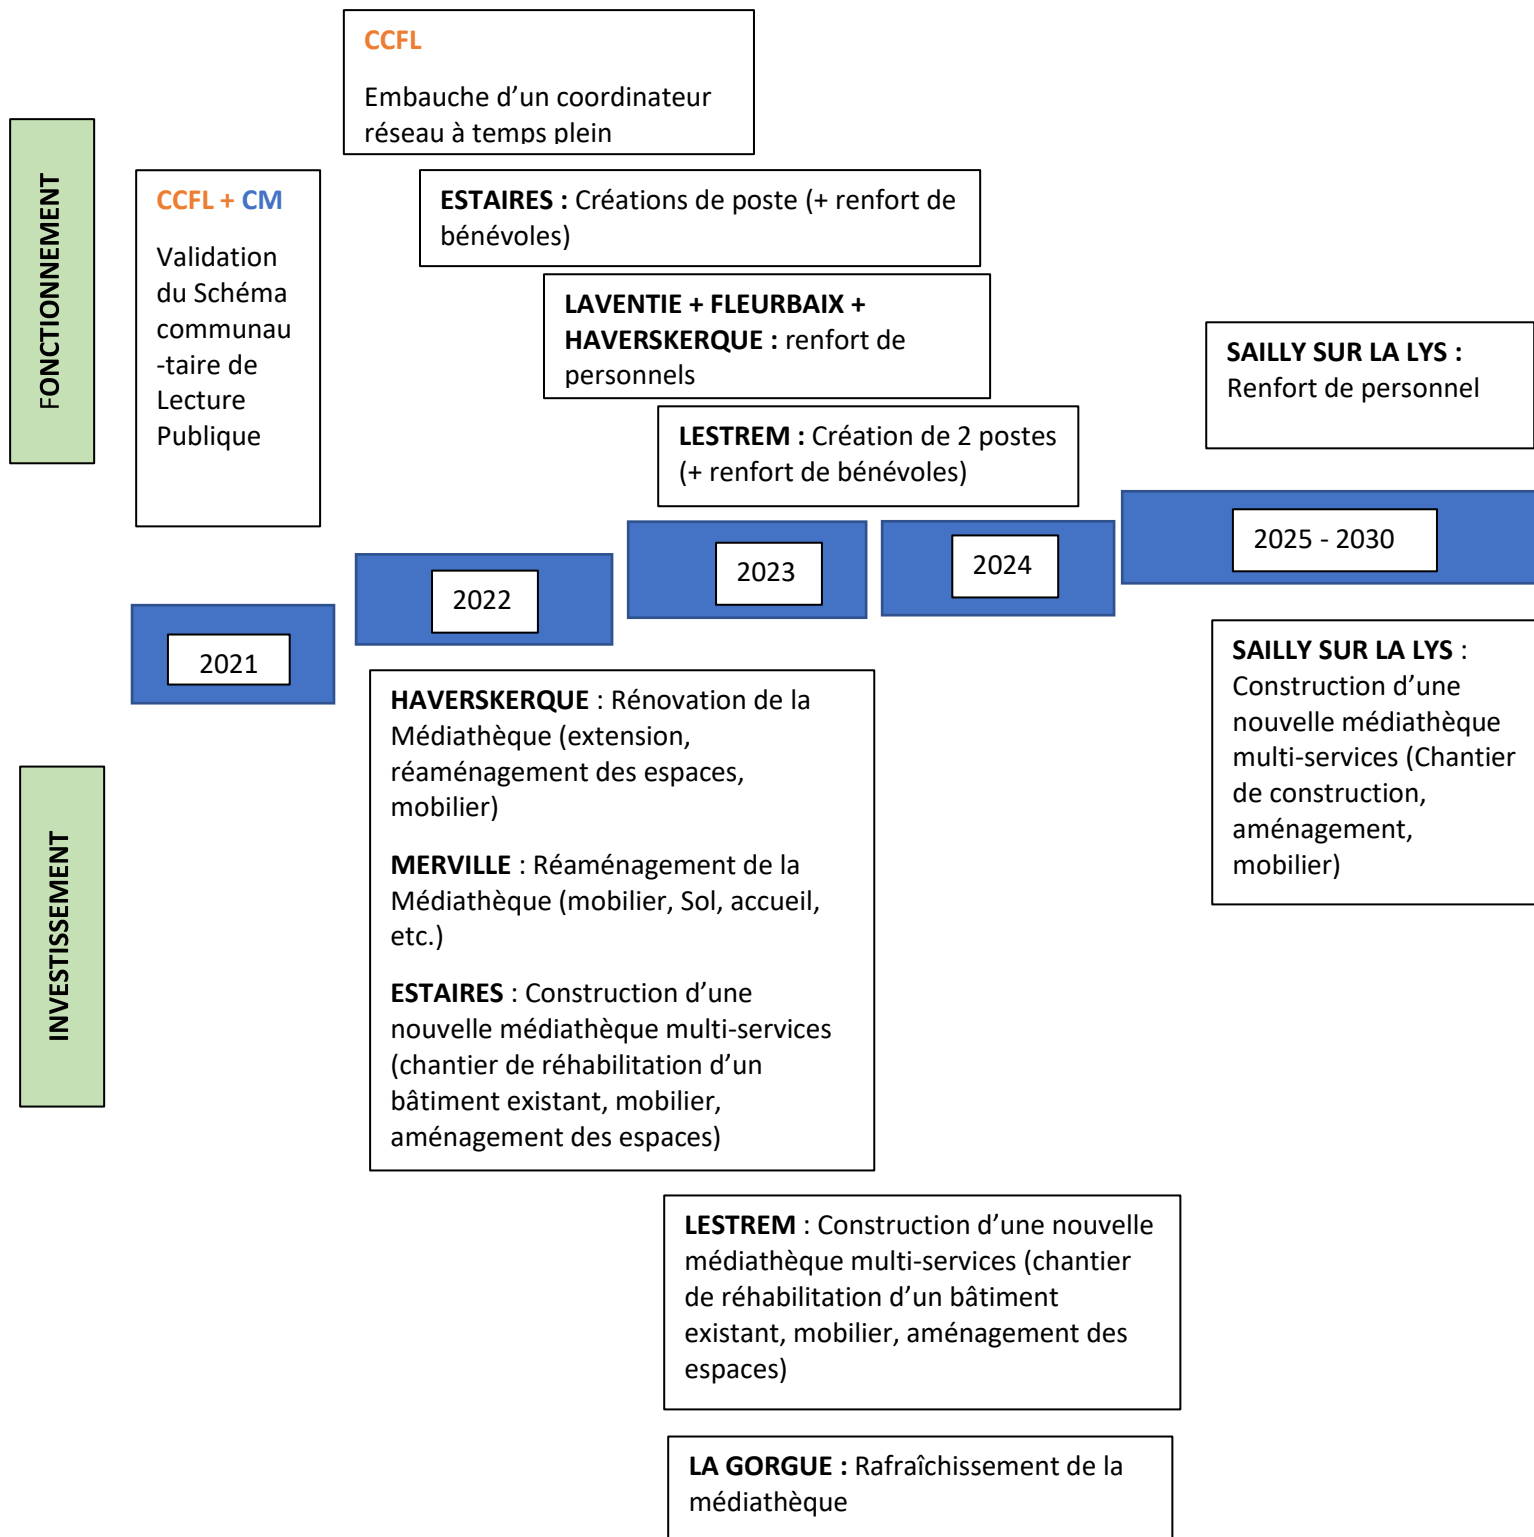 CCFL
Embauche d’un coordinateur
réseau à temps plein
FONCTIONNEMENT
CCFL + CM
Validation
du Schéma
communau
-taire de
Lecture
Publique
ESTAIRES : Créations de poste (+ renfort de
bénévoles)
LAVENTIE + FLEURBAIX +
HAVERSKERQUE : renfort de
personnels
LESTREM : Création de 2 postes
(+ renfort de bénévoles)
SAILLY SUR LA LYS :
Renfort de personnel
2021
2022
2023
2024
2025 - 2030
INVESTISSEMENT
HAVERSKERQUE : Rénovation de la
Médiathèque (extension,
réaménagement des espaces,
mobilier)
MERVILLE : Réaménagement de la
Médiathèque (mobilier, Sol, accueil,
etc.)
ESTAIRES : Construction d’une
nouvelle médiathèque multi-services
(chantier de réhabilitation d’un
bâtiment existant, mobilier,
aménagement des espaces)
SAILLY SUR LA LYS :
Construction d’une
nouvelle médiathèque
multi-services (Chantier
de construction,
aménagement,
mobilier)
LESTREM : Construction d’une nouvelle
médiathèque multi-services (chantier
de réhabilitation d’un bâtiment
existant, mobilier, aménagement des
espaces)
LA GORGUE : Rafraîchissement de la
médiathèque